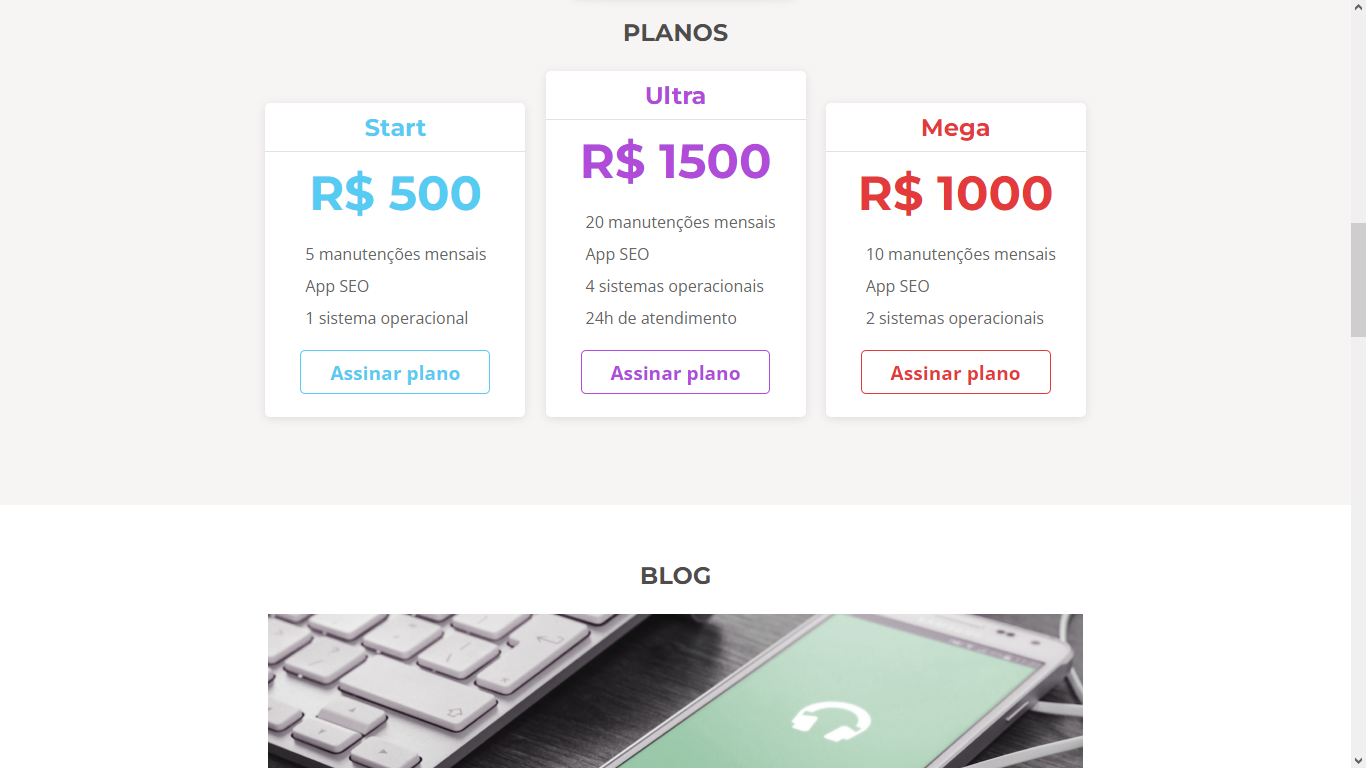 PLANOS
Start
R$ 500
5 manutenções mensais
App SEO
1 sistema operacional
Assinar plano
Ultra
R$ 1500
20 manutenções mensais
App SEO
4 sistemas operacionais
24h de atendimento
Assinar plano
Mega
R$ 1000
10 manutenções mensais
App SEO
2 sistemas operacionais
Assinar plano
BLOG